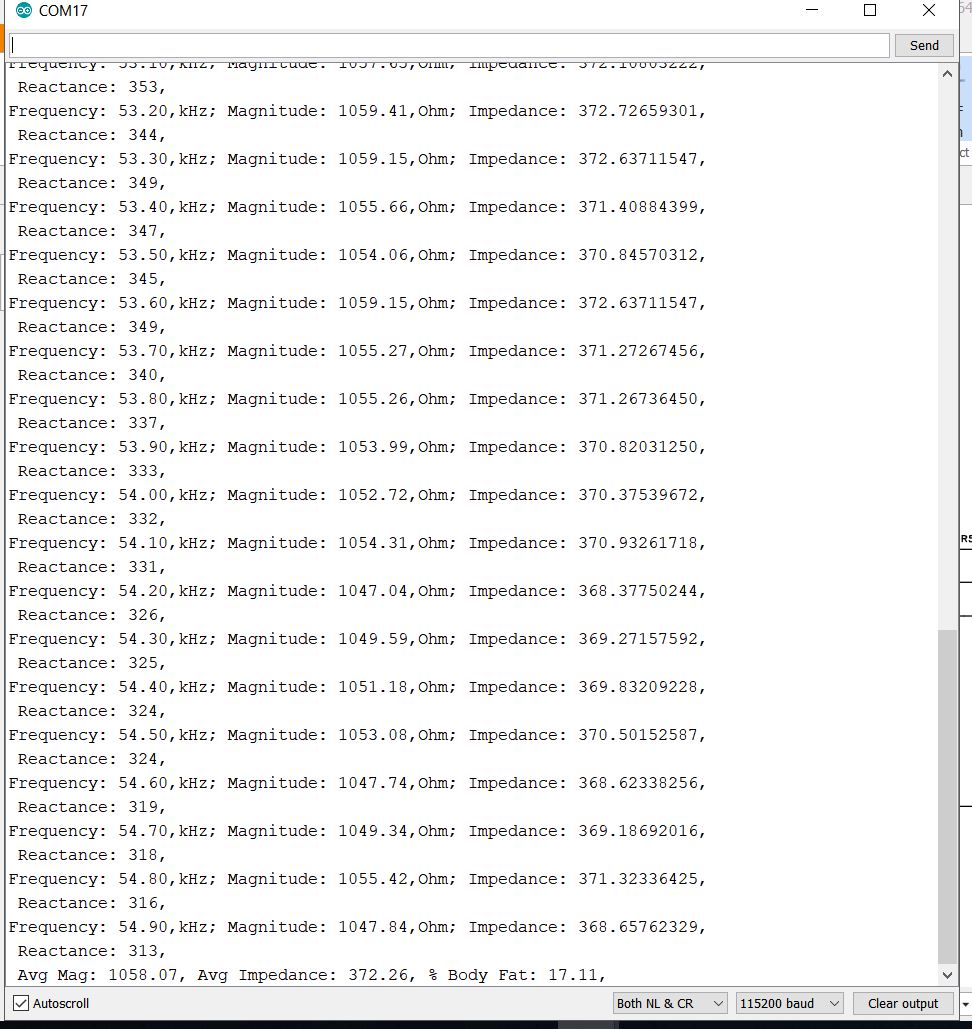 COM17
Send
Frequency: 53.10,kHz; Magnitude: 1057.65,Ohm; Impedance: 372.10803222,
Reactance: 353,
Frequency: 53.20,kHz; Magnitude: 1059.41,Ohm; Impedance: 372.72659301,
Reactance: 344,
Frequency: 53.30,kHz; Magnitude: 1059.15,Ohm; Impedance: 372.63711547,
Reactance: 349,
Frequency: 53.40,kHz; Magnitude: 1055.66,Ohm; Impedance: 371.40884399,
Reactance: 347,
Frequency: 53.50,kHz; Magnitude: 1054.06,Ohm; Impedance: 370.84570312,
Reactance: 345,
Frequency: 53.60,kHz; Magnitude: 1059.15,Ohm; Impedance: 372.63711547,
Reactance: 349,
Frequency: 53.70,kHz; Magnitude: 1055.27,Ohm; Impedance: 371.27267456,
Reactance: 340,
Frequency: 53.80,kHz; Magnitude: 1055.26,Ohm; Impedance: 371.26736450,
Reactance: 337,
Frequency: 53.90,kHz; Magnitude: 1053.99,Ohm; Impedance: 370.82031250,
Reactance: 333,
Frequency: 54.00,kHz; Magnitude: 1052.72,Ohm; Impedance: 370.37539672,
Reactance: 332,
Frequency: 54.10,kHz; Magnitude: 1054.31,Ohm; Impedance: 370.93261718,
Reactance: 331,
Frequency: 54.20,kHz; Magnitude: 1047.04,Ohm; Impedance: 368.37750244,
Reactance: 326,
Frequency: 54.30,kHz; Magnitude: 1049.59,Ohm; Impedance: 369.27157592,
Reactance: 325,
Frequency: 54.40,kHz; Magnitude: 1051.18,Ohm; Impedance: 369.83209228,
Reactance: 324,
Frequency: 54.50,kHz; Magnitude: 1053.08,Ohm; Impedance: 370.50152587,
Reactance: 324,
Frequency: 54.60,kHz; Magnitude: 1047.74,Ohm; Impedance: 368.62338256,
Reactance: 319,
Frequency: 54.70,kHz; Magnitude: 1049.34,Ohm; Impedance: 369.18692016,
Reactance: 318,
Frequency: 54.80,kHz; Magnitude: 1055.42,Ohm; Impedance: 371.32336425,
Reactance: 316,
Frequency: 54.90,kHz; Magnitude: 1047.84,Ohm; Impedance: 368.65762329,
Reactance: 313,
Avg Mag: 1058.07, Avg Impedance: 372.26, % Body Fat: 17.11,
Autoscroll
Both NL & CR
115200 baud
Clear output